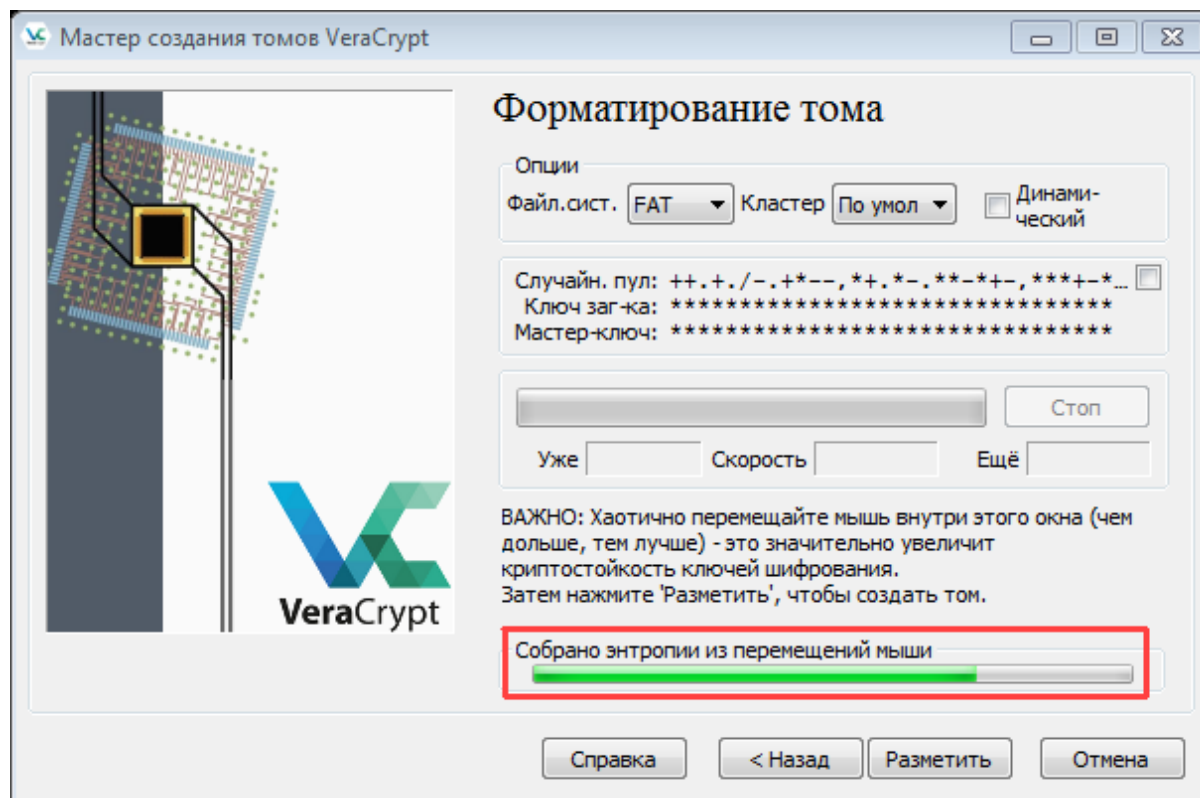 Мастер создания томов VeraCrypt
Форматирование тома
Опции
Файл.сист. FAT Кластер По умол Динами-
ческий
Случайн. пул: ++.+./-.+*--,*+.*-.**-*+-,***+-*…
Ключ заг-ка: ********************************
Мастер-ключ: ********************************
Стоп
Уже Скорость Ещё
ВАЖНО: Хаотично перемещайте мышь внутри этого окна (чем
дольше, тем лучше) - это значительно увеличит
криптостойкость ключей шифрования.
Затем нажмите 'Разметить', чтобы создать том.
VeraCrypt
Собрано энтропии из перемещений мыши
Справка < Назад Разметить Отмена